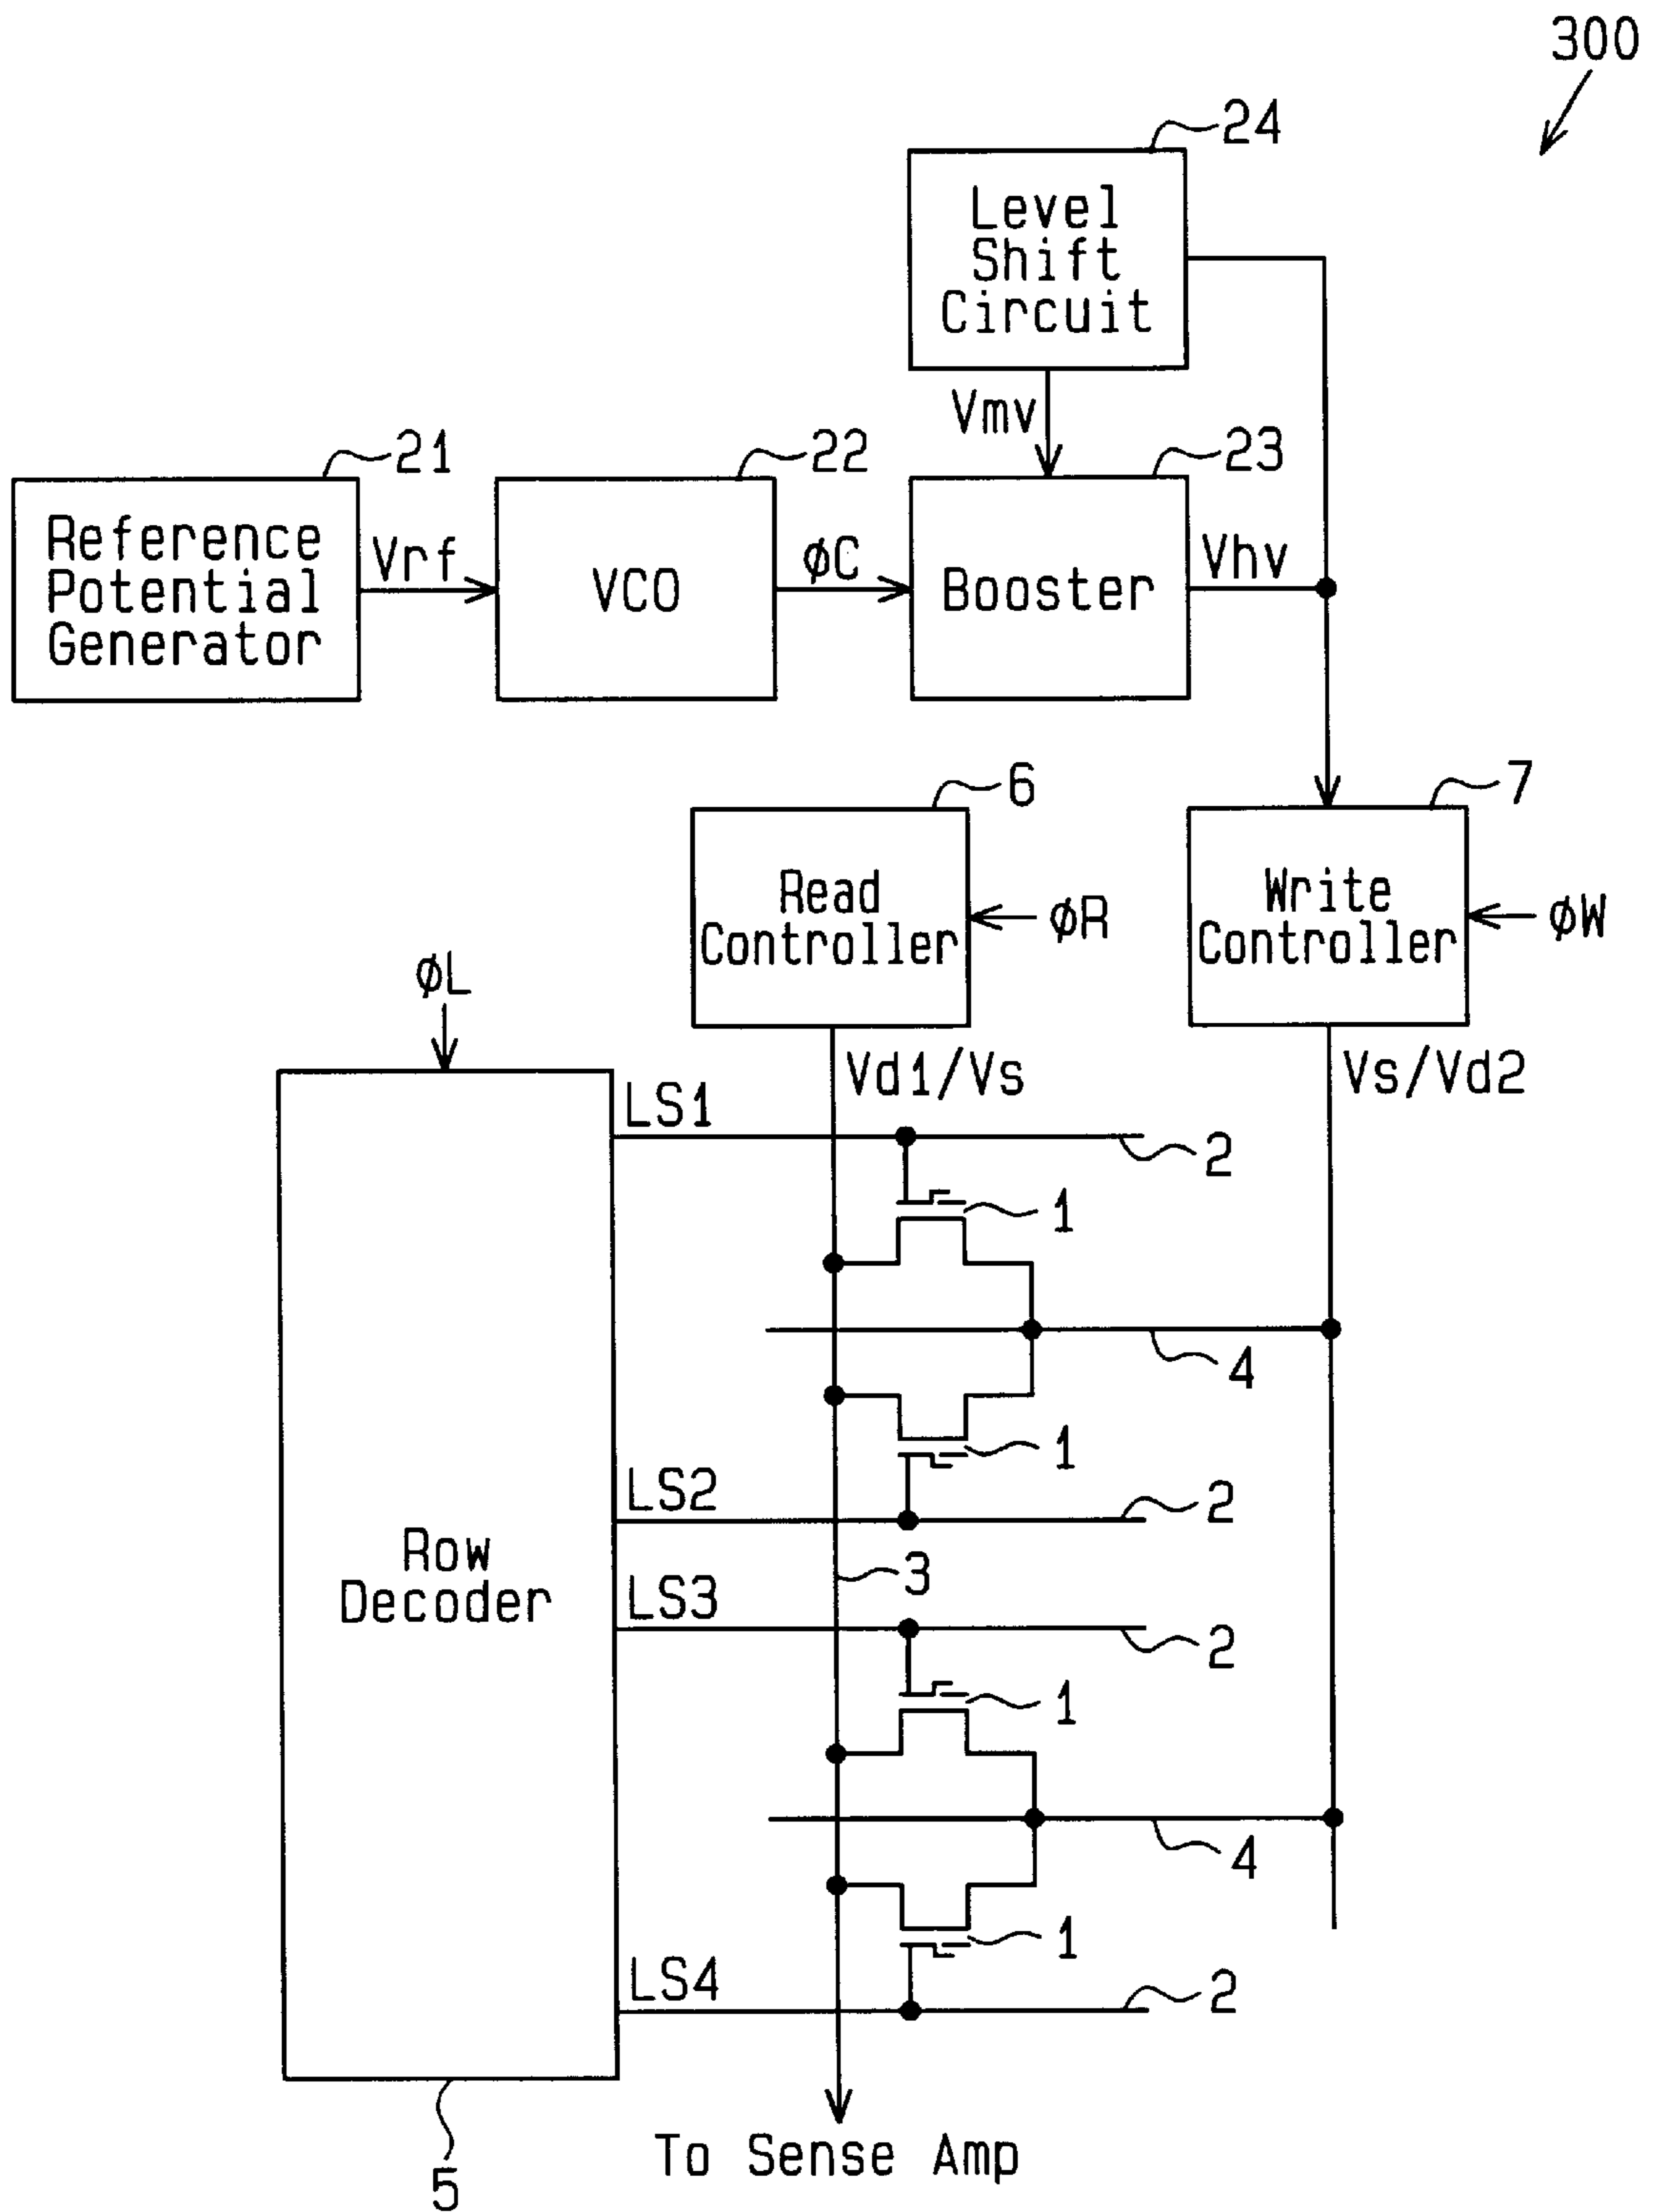 300
24
Level
Shift
Circuit
Vmv
21
22
23
Reference
Potential
Generator
Vrf
VCO
φC
Booster
Vhv
6
7
Read
Controller
φR
Write
Controller
φW
φL
Vd1/Vs
Vs/Vd2
LS1
2
1
4
1
LS2
2
Row
Decoder
3
LS3
2
1
4
1
LS4
2
To Sense Amp
5